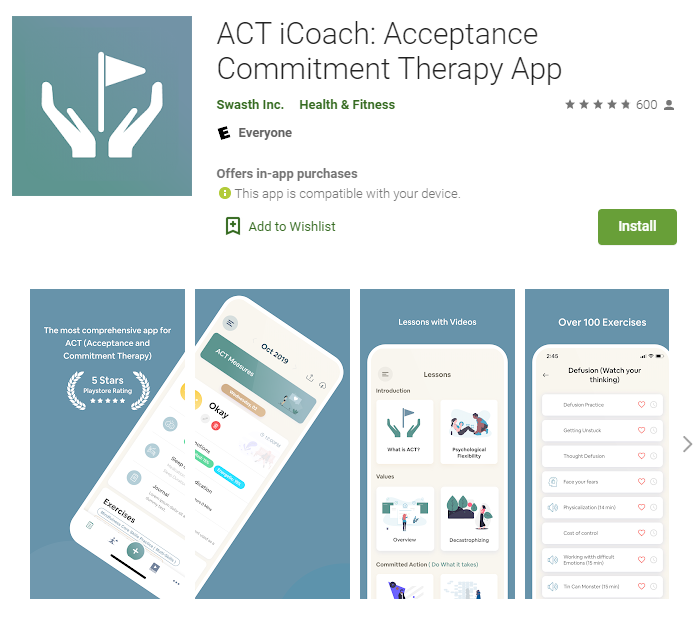 ACT iCoach: Acceptance
Commitment Therapy App
Swasth Inc. Health & Fitness 600
E Everyone
Offers in-app purchases
This app is compatible with your device.
Add to Wishlist
Install
The most comprehensive app for
ACT (Acceptance and
Commitment Therapy)
5 Stars
Playstore Rating
Oct 2019
ACT Measures
Okay
Sleep
Journal
Exercises
Lessons with Videos
Lessons
Introduction
What is ACT?
Psychological
Flexibility
Values
Overview
Decastrophizing
Committed Action ( Do What it takes)
Over 100 Exercises
2:45
Defusion (Watch your
thinking)
Defusion Practice
Getting Unstuck
Thought Defusion
Face your fears
Physicalization (14 min)
Cost of control
Working witth difficult
Emotions (15 min)
Tin Can Monster (15 min)